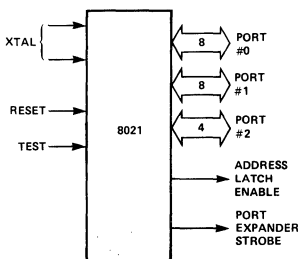 XTAL
RESET
TEST
8021
8
PORT
#0
8
PORT
#1
4
PORT
#2
ADDRESS
LATCH
ENABLE
PORT
EXPANDER
STROBE